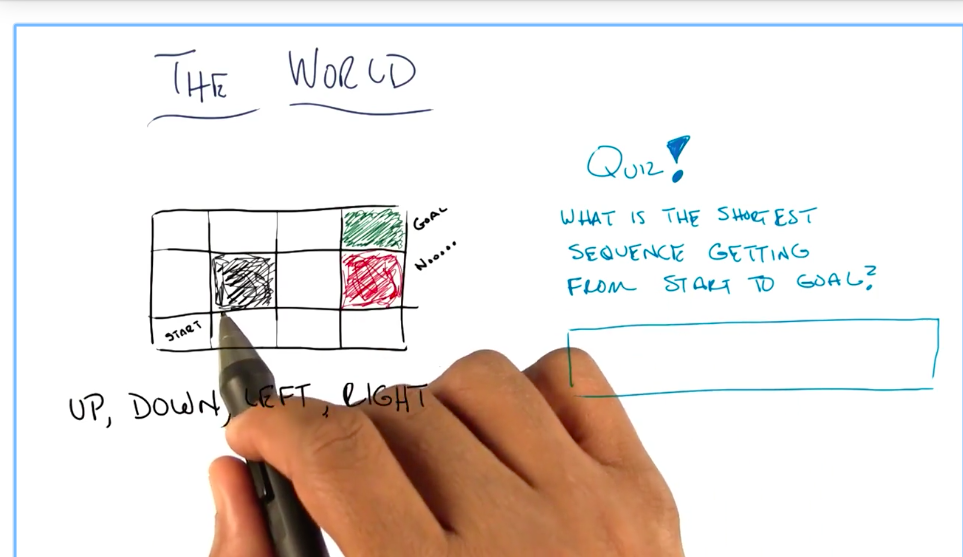 THE WORLD
QUIZ!
WHAT IS THE SHORTEST
SEQUENCE GETTING
FROM START TO GOAL?
GOAL
Noooo..
START
UP, DOWN, LEFT, RIGHT